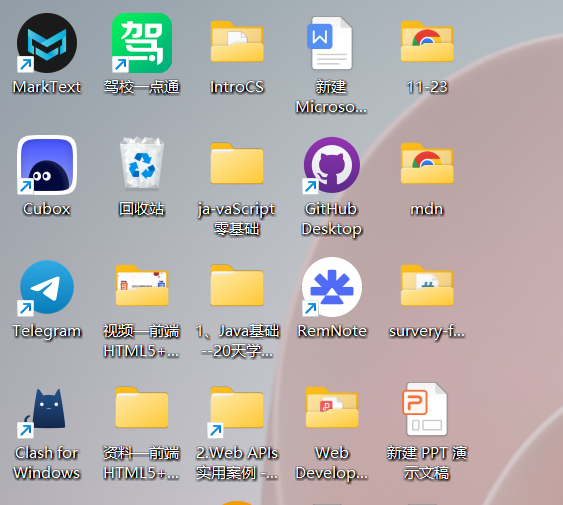 驾
W
MarkText
驾校一点通
IntroCS
新建
Microso...
11-23
Cubox
回收站
ja-vaScript
零基础
GitHub
Desktop
mdn
#
Telegram
视频—前端
HTML5+...
1、Java基础
--20天学...
RemNote
survery-f...
P
P
Clash for
Windows
资料—前端
HTML5+...
2.Web APIs
实用案例 -...
Web
Develop...
新建 PPT 演
示文稿